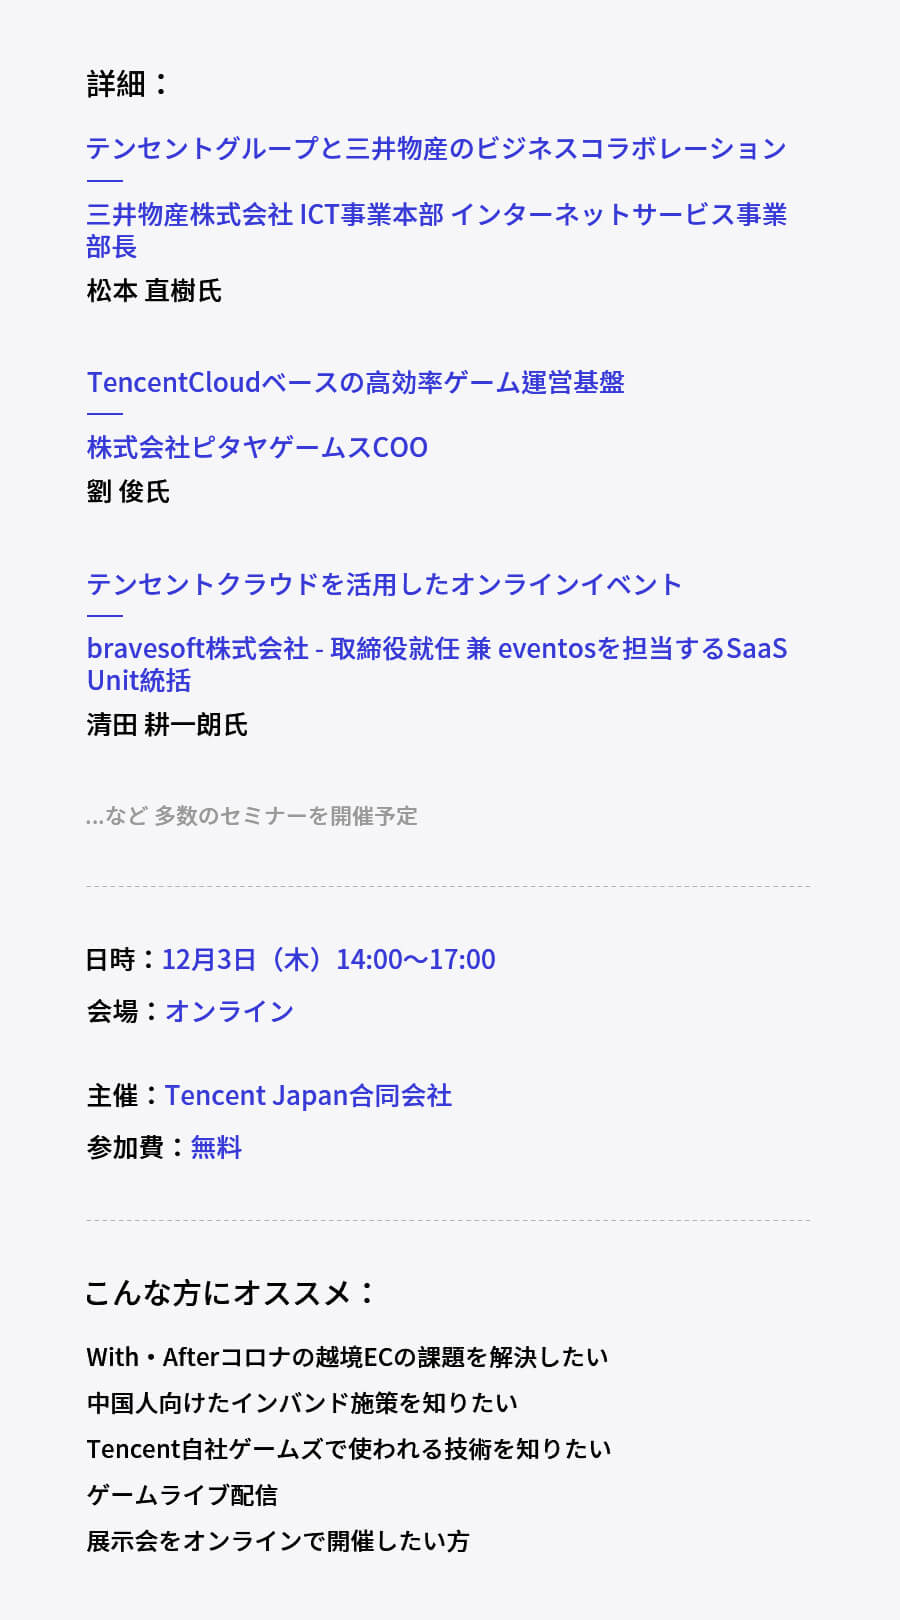 詳細：
テンセントグループと三井物産のビジネスコラボレーション
三井物産株式会社 ICT事業本部 インターネットサービス事業
部長
松本 直樹氏
TencentCloudベースの高効率ゲーム運営基盤
株式会社ピタヤゲームスCOO
劉 俊氏
テンセントクラウドを活用したオンラインイベント
bravesoft株式会社 - 取締役就任 兼 eventosを担当するSaaS
Unit統括
清田 耕一朗氏
...など 多数のセミナーを開催予定
日時：12月3日（木）14:00〜17:00
会場：オンライン
主催：Tencent Japan合同会社
参加費：無料
こんな方にオススメ：
With・Afterコロナの越境ECの課題を解決したい
中国人向けたインバンド施策を知りたい
Tencent自社ゲームズで使われる技術を知りたい
ゲームライブ配信
展示会をオンラインで開催したい方